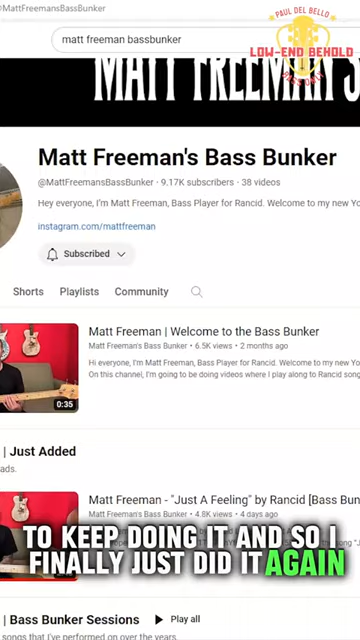 @MattFreemansBassBunker
PAUL DEL BELLO
matt freeman bassbunker
LOW-END BEHOLD
BASS ONLY
MATT FREEMAN'S
Matt Freeman's Bass Bunker
@MattFreemansBassBunker · 9.17K subscribers · 38 videos
Hey everyone, I'm Matt Freeman, Bass Player for Rancid. Welcome to my new Yo
instagram.com/mattfreeman
Subscribed
Shorts Playlists Community
Matt Freeman | Welcome to the Bass Bunker
Matt Freeman's Bass Bunker • 6.5K views • 2 months ago
Hi everyone, I'm Matt Freeman, Bass Player for Rancid. Welcome to my new
On this channel, I'm going to be doing videos where I play along to Rancid song
0:35
| Just Added
ads.
Matt Freeman - "Just A Feeling" by Rancid [Bass Bun
Matt Freeman's Bass Bunker • 4.8K views • 4 days ago
TO KEEP DOING IT AND SO I
FINALLY JUST DID IT AGAIN
| Bass Bunker Sessions Play all
songs that I've performed on over the years.